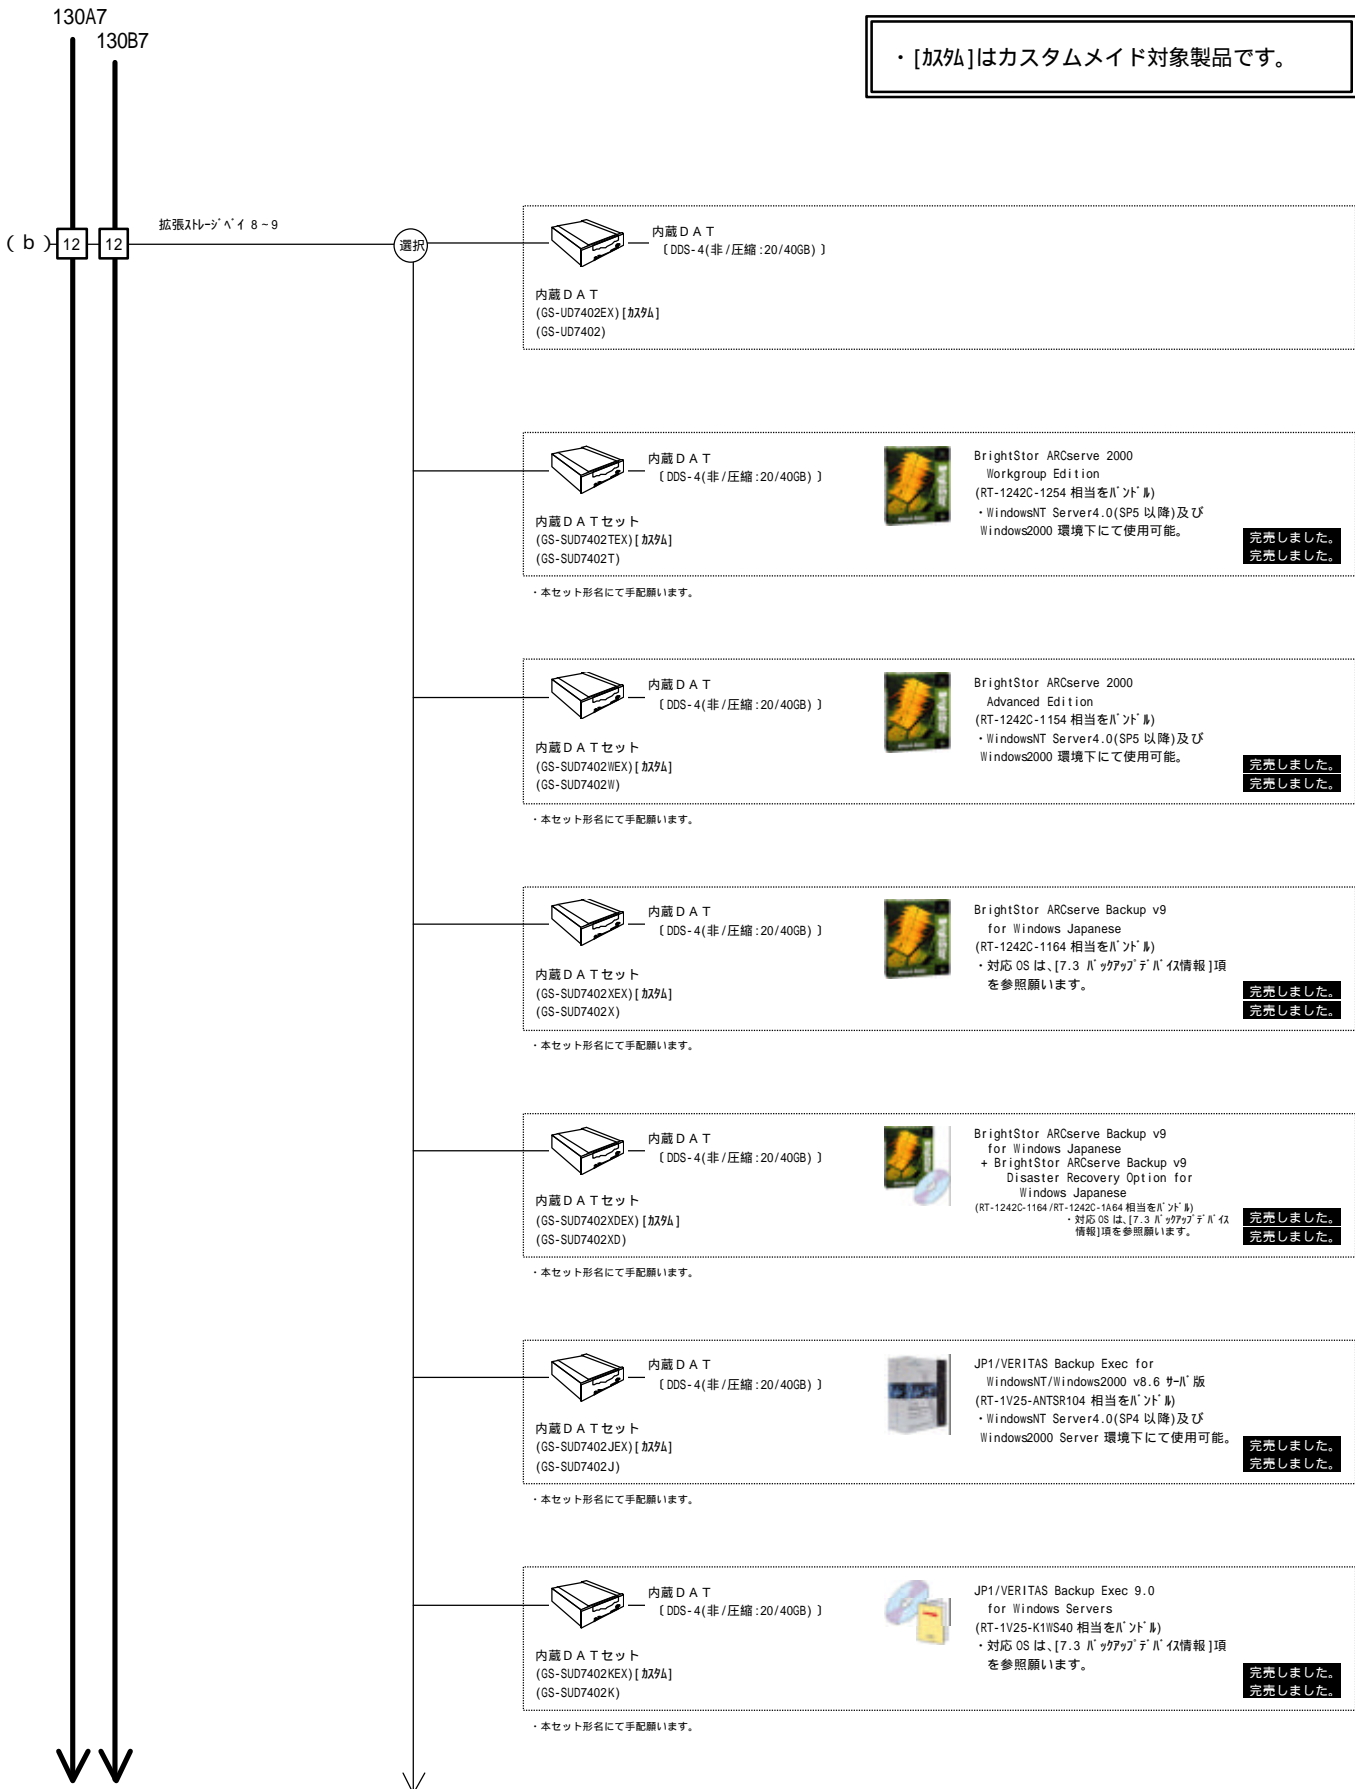 130A7
130B7
・[ｶｽﾀﾑ]はカスタムメイド対象製品です。
(b)
12
12
拡張ｽﾄﾚｰｼﾞﾍﾞｲ 8~9
選択
内蔵DAT
〔DDS-4(非/圧縮:20/40GB)〕
内蔵DAT
(GS-UD7402EX)[ｶｽﾀﾑ]
(GS-UD7402)
内蔵DAT
〔DDS-4(非/圧縮:20/40GB)〕
内蔵DATセット
(GS-SUD7402TEX)[ｶｽﾀﾑ]
(GS-SUD7402T)
BrightStor ARCserve 2000
Workgroup Edition
(RT-1242C-1254 相当をﾊﾞﾝﾄﾞﾙ)
・WindowsNT Server4.0(SP5 以降)及び
Windows2000 環境下にて使用可能。
完売しました。
完売しました。
・本セット形名にて手配願います。
内蔵DAT
〔DDS-4(非/圧縮:20/40GB)〕
内蔵DATセット
(GS-SUD7402WEX)[ｶｽﾀﾑ]
(GS-SUD7402W)
BrightStor ARCserve 2000
Advanced Edition
(RT-1242C-1154 相当をﾊﾞﾝﾄﾞﾙ)
・WindowsNT Server4.0(SP5 以降)及び
Windows2000 環境下にて使用可能。
完売しました。
完売しました。
・本セット形名にて手配願います。
内蔵DAT
〔DDS-4(非/圧縮:20/40GB)〕
内蔵DATセット
(GS-SUD7402XEX)[ｶｽﾀﾑ]
(GS-SUD7402X)
BrightStor ARCserve Backup v9
for Windows Japanese
(RT-1242C-1164 相当をﾊﾞﾝﾄﾞﾙ)
・対応 OS は、[7.3 ﾊﾞｯｸｱｯﾌﾟﾃﾞﾊﾞｲｽ情報]項
を参照願います。
完売しました。
完売しました。
・本セット形名にて手配願います。
内蔵DAT
〔DDS-4(非/圧縮:20/40GB)〕
内蔵DATセット
(GS-SUD7402XDEX)[ｶｽﾀﾑ]
(GS-SUD7402XD)
BrightStor ARCserve Backup v9
for Windows Japanese
+ BrightStor ARCserve Backup v9
Disaster Recovery Option for
Windows Japanese
(RT-1242C-1164/RT-1242C-1A64 相当をﾊﾞﾝﾄﾞﾙ)
・対応 OS は、[7.3 ﾊﾞｯｸｱｯﾌﾟﾃﾞﾊﾞｲｽ
情報]項を参照願います。
完売しました。
完売しました。
・本セット形名にて手配願います。
内蔵DAT
〔DDS-4(非/圧縮:20/40GB)〕
内蔵DATセット
(GS-SUD7402JEX)[ｶｽﾀﾑ]
(GS-SUD7402J)
JP1/VERITAS Backup Exec for
WindowsNT/Windows2000 v8.6 ｻｰﾊﾞ版
(RT-1V25-ANTSR104 相当をﾊﾞﾝﾄﾞﾙ)
・WindowsNT Server4.0(SP4 以降)及び
Windows2000 Server 環境下にて使用可能。
完売しました。
完売しました。
・本セット形名にて手配願います。
内蔵DAT
〔DDS-4(非/圧縮:20/40GB)〕
内蔵DATセット
(GS-SUD7402KEX)[ｶｽﾀﾑ]
(GS-SUD7402K)
JP1/VERITAS Backup Exec 9.0
for Windows Servers
(RT-1V25-K1WS40 相当をﾊﾞﾝﾄﾞﾙ)
・対応 OS は、[7.3 ﾊﾞｯｸｱｯﾌﾟﾃﾞﾊﾞｲｽ情報]項
を参照願います。
完売しました。
完売しました。
・本セット形名にて手配願います。